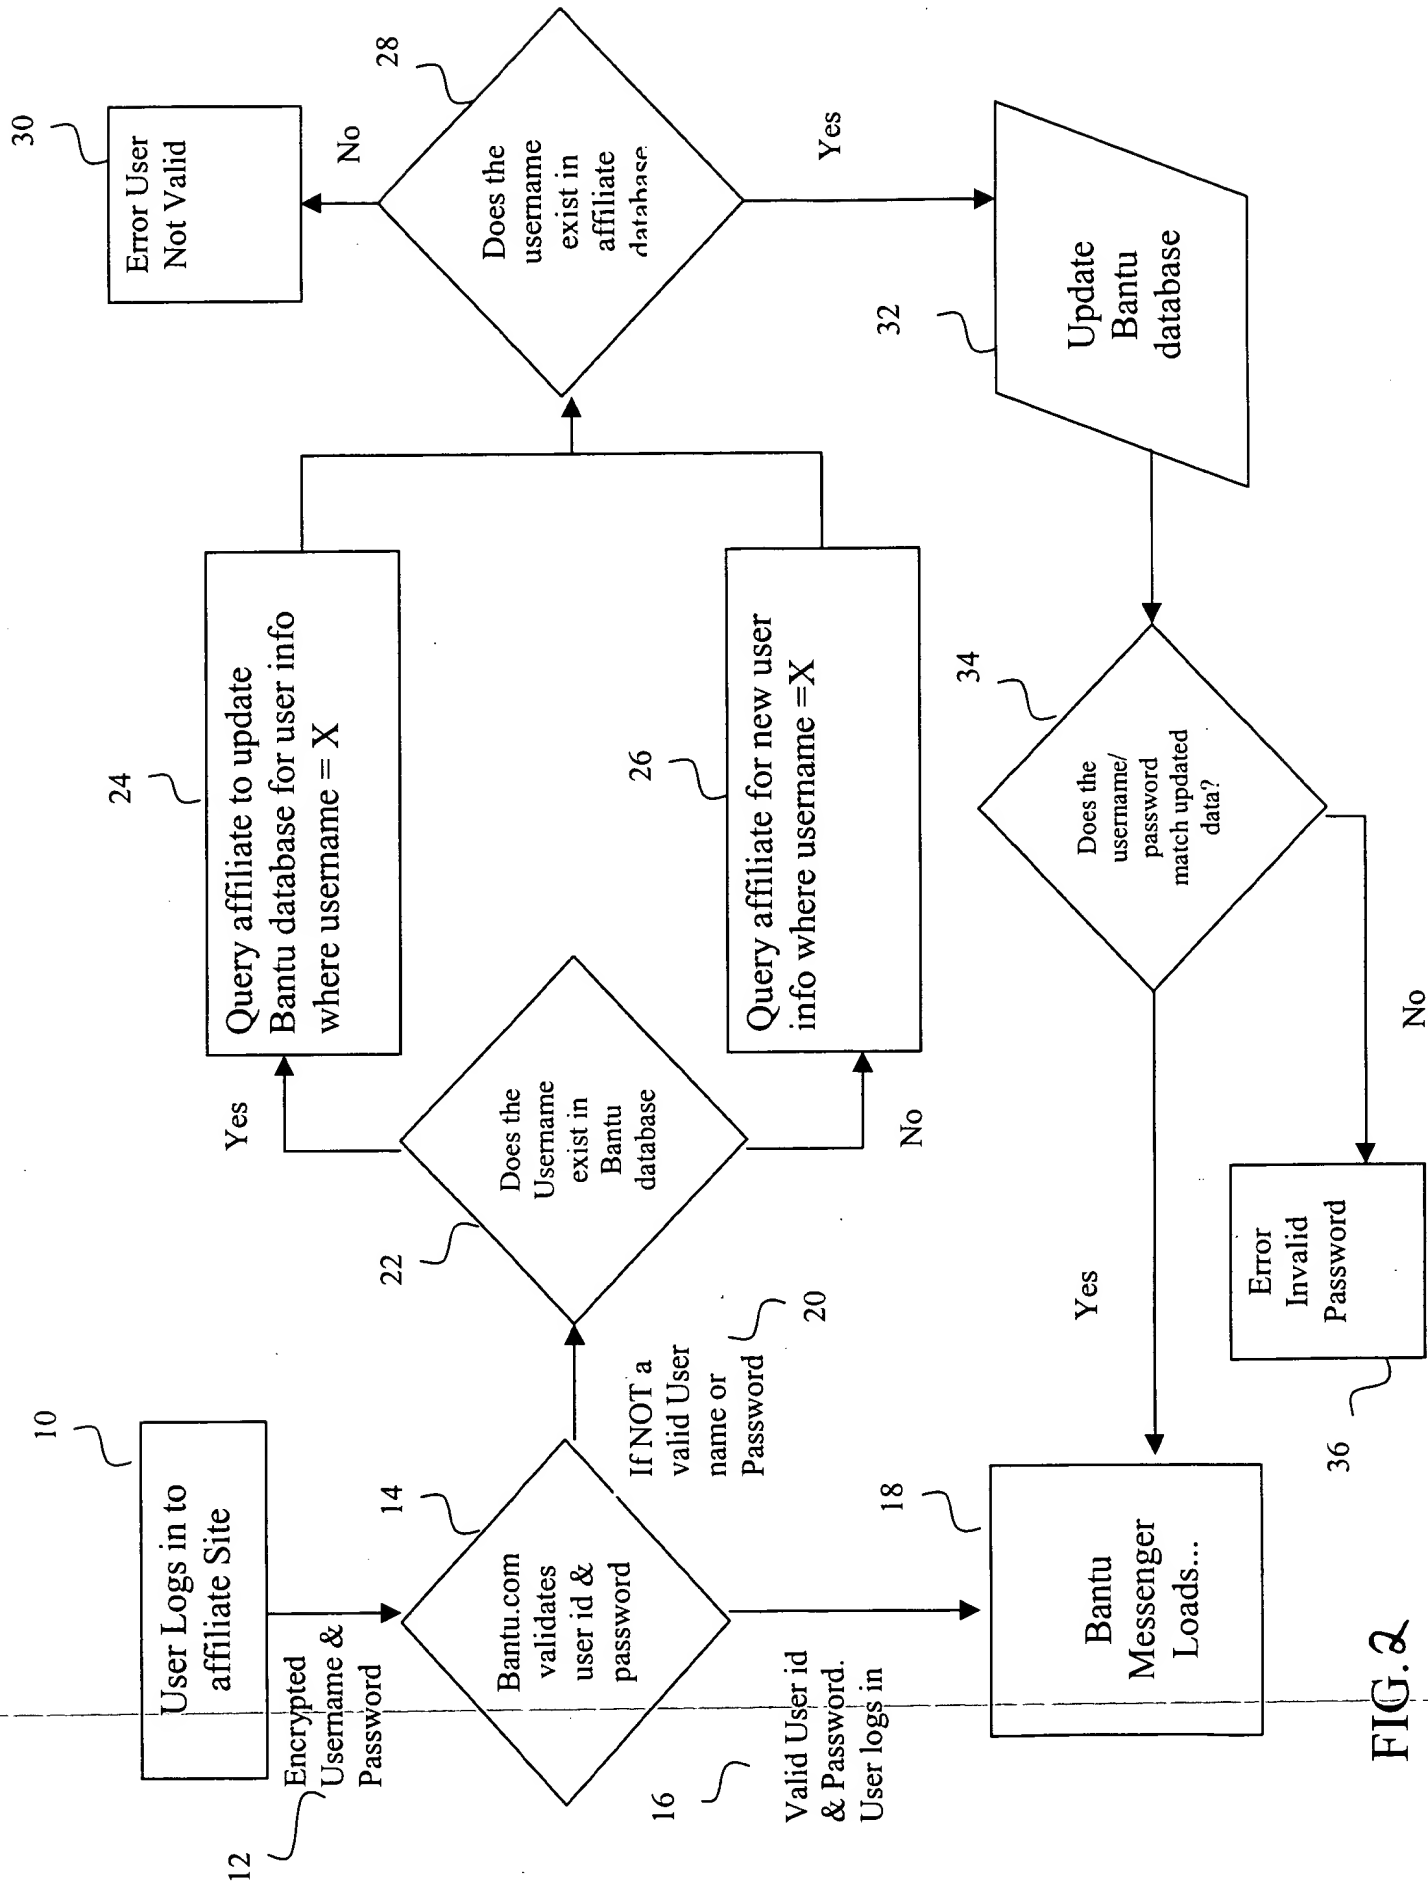 10
User Logs in to
affiliate Site
12
Encrypted
Username &
Password
14
Bantu.com
validates
user id &
password
16
Valid User id
& Password.
User logs in
18
Bantu
Messenger
Loads...
20
If NOT a
valid User
name or
Password
22
Does the
Username
exist in
Bantu
database
Yes
No
24
Query affiliate to update
Bantu database for user info
where username = X
26
Query affiliate for new user
info where username =X
28
Does the
username
exist in
affiliate
database
No
Yes
30
Error User
Not Valid
32
Update
Bantu
database
34
Does the
username/
password
match updated
data?
Yes
No
36
Error
Invalid
Password
FIG.2